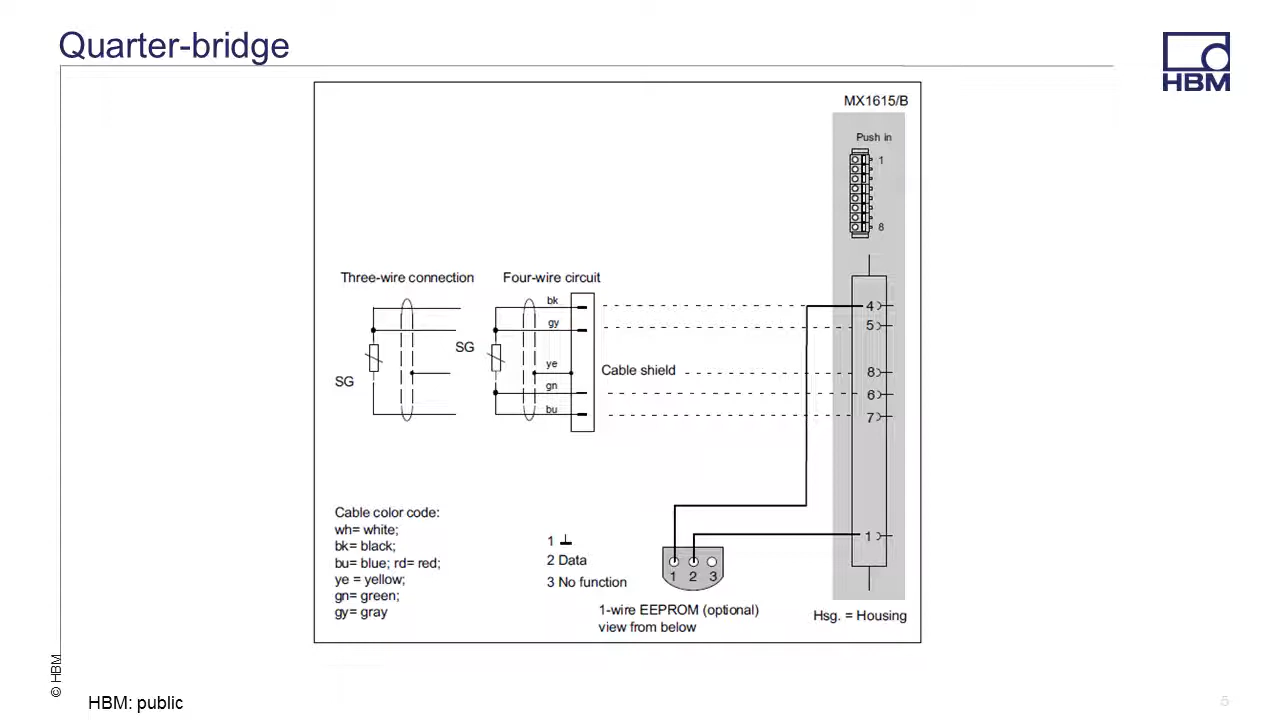 Quarter-bridge
HBM
MX1615/B
Push in
1
8
Three-wire connection
Four-wire circuit
bk
gy
SG
ye
gn
bu
SG
Cable shield
4
5
8
6
7
1
Cable color code:
wh= white;
bk= black;
bu= blue; rd= red;
ye = yellow;
gn= green;
gy= gray
1
2 Data
3 No function
1 2 3
1-wire EEPROM (optional)
view from below
Hsg. = Housing
© HBM
HBM: public
5